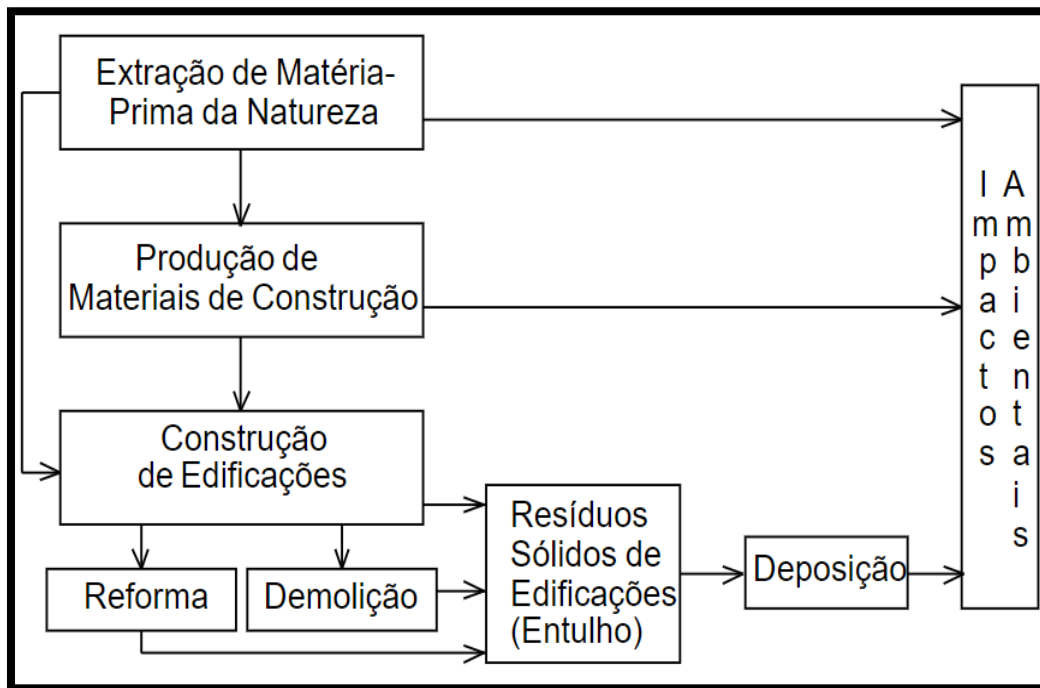 Extração de Matéria-
Prima da Natureza
Produção de
Materiais de Construção
Construção
de Edificações
Reforma
Demolição
Resíduos
Sólidos de
Edificações
(Entulho)
Deposição
Impactos
Ambientais